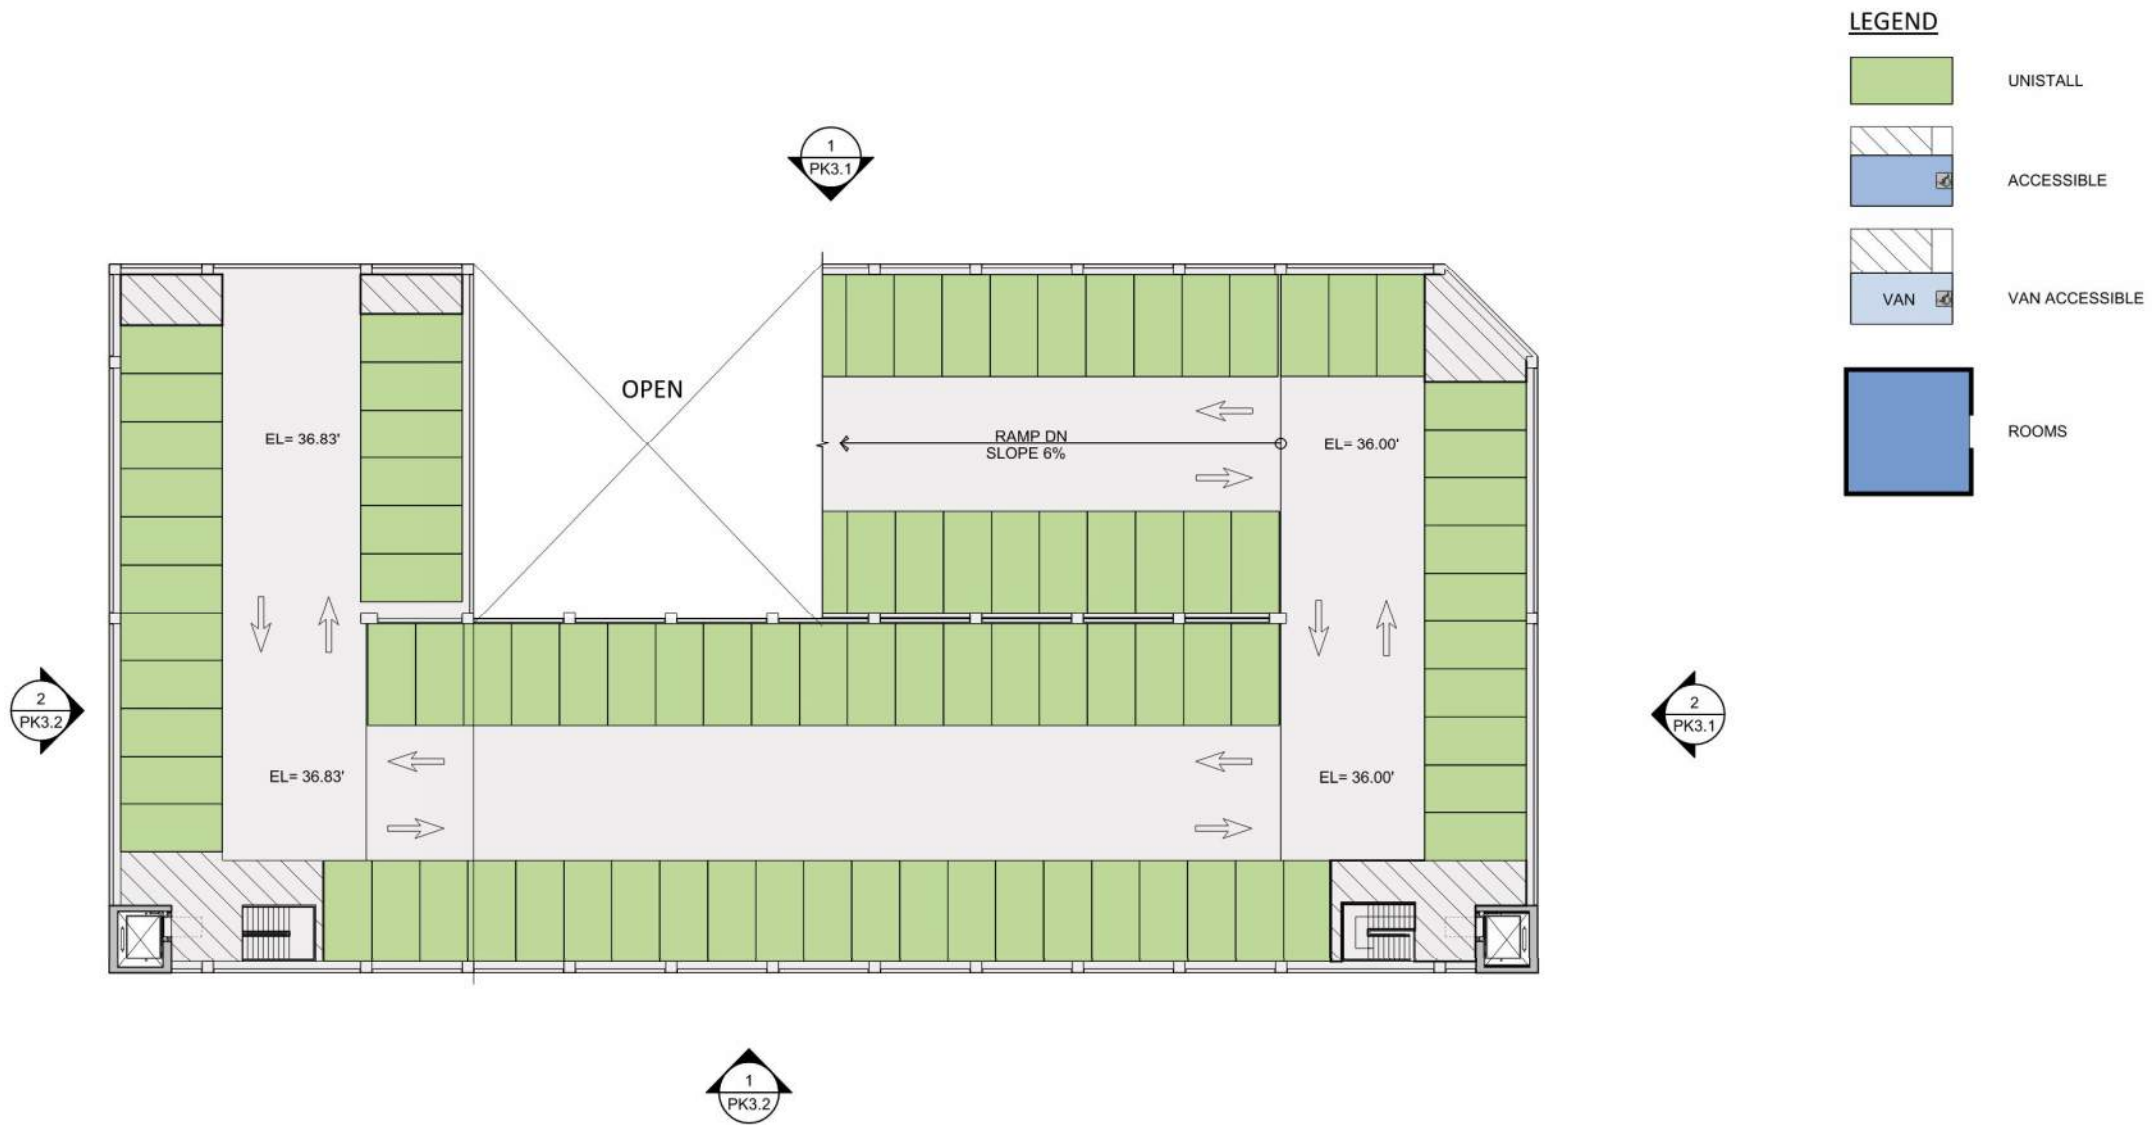 LEGEND
UNISTALL
ACCESSIBLE
VAN
VAN ACCESSIBLE
ROOMS
1
PK3.1
OPEN
EL= 36.83'
RAMP DN
SLOPE 6%
EL= 36.00'
2
PK3.2
2
PK3.1
EL= 36.83'
EL= 36.00'
1
PK3.2